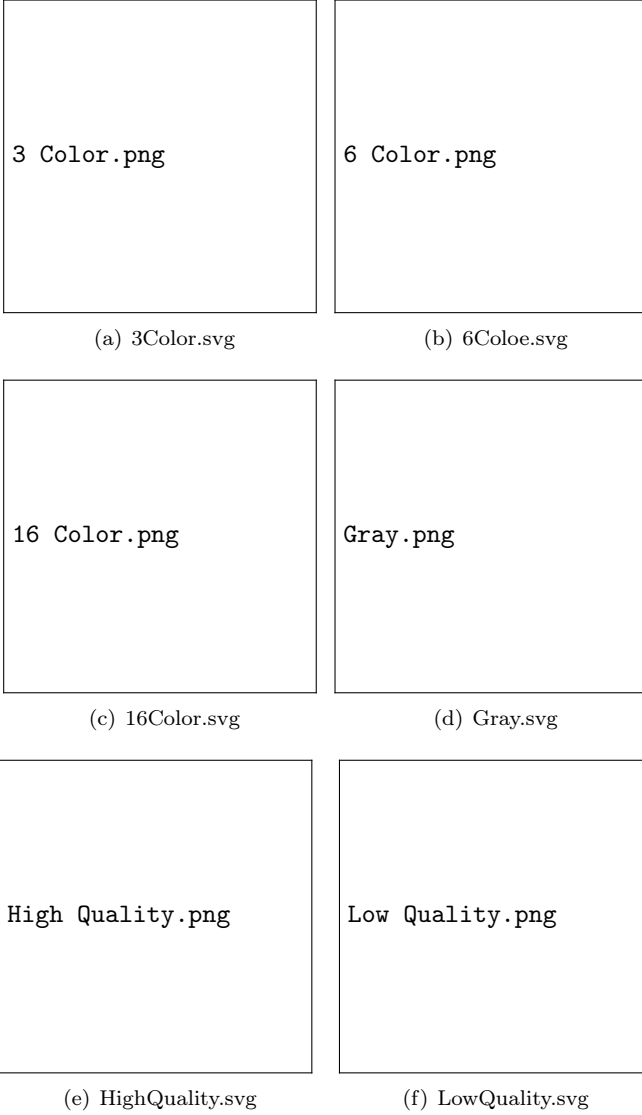 3 Color.png
6 Color.png
(a) 3Color.svg
(b) 6Coloe.svg
16 Color.png
Gray.png
(c) 16Color.svg
(d) Gray.svg
High Quality.png
Low Quality.png
(e) HighQuality.svg
(f) LowQuality.svg